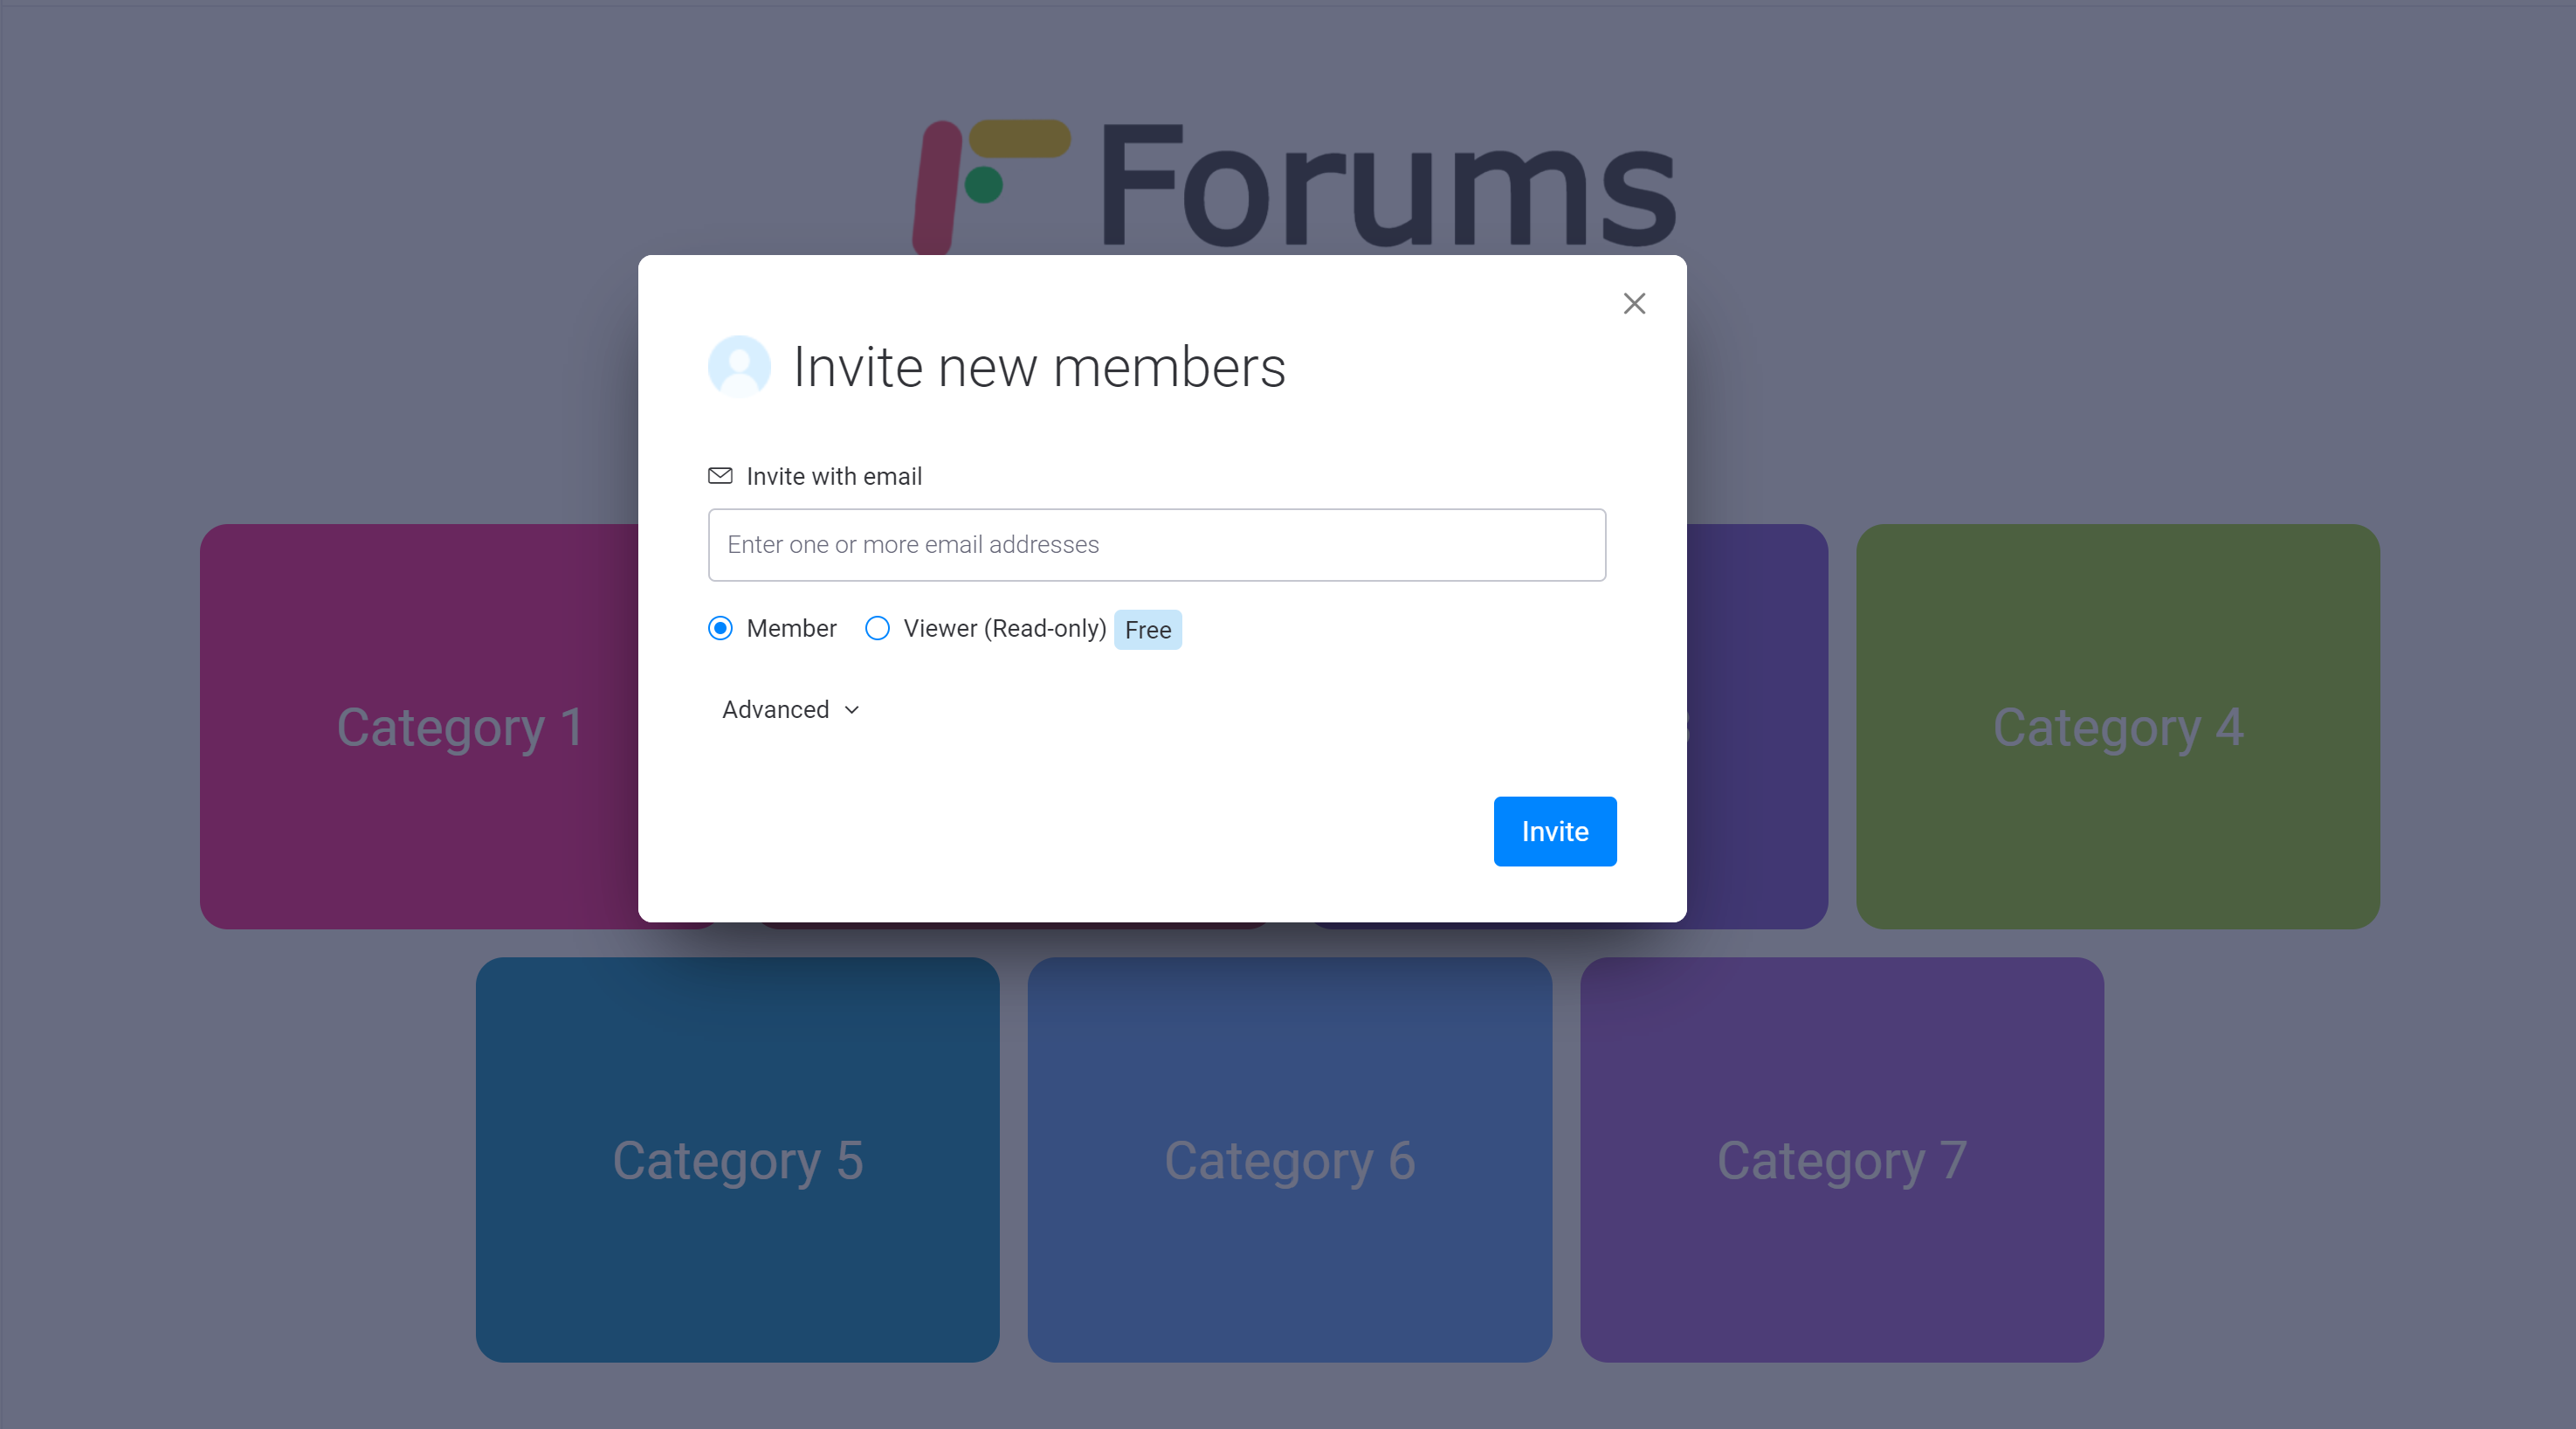 Forums
Invite new members
Invite with email
Enter one or more email addresses
Member Viewer (Read-only) Free
Advanced
Invite
Category 1
Category 4
Category 5 Category 6 Category 7